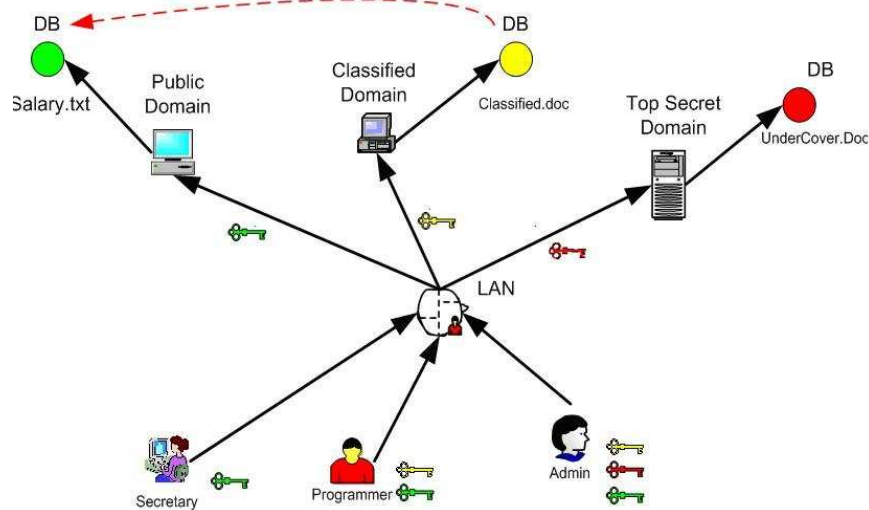 DB
DB
Public
Domain
Classified
Domain
DB
Salary.txt
Classified.doc
Top Secret
Domain
UnderCover.Doc
LAN
Secretary
Programmer
Admin